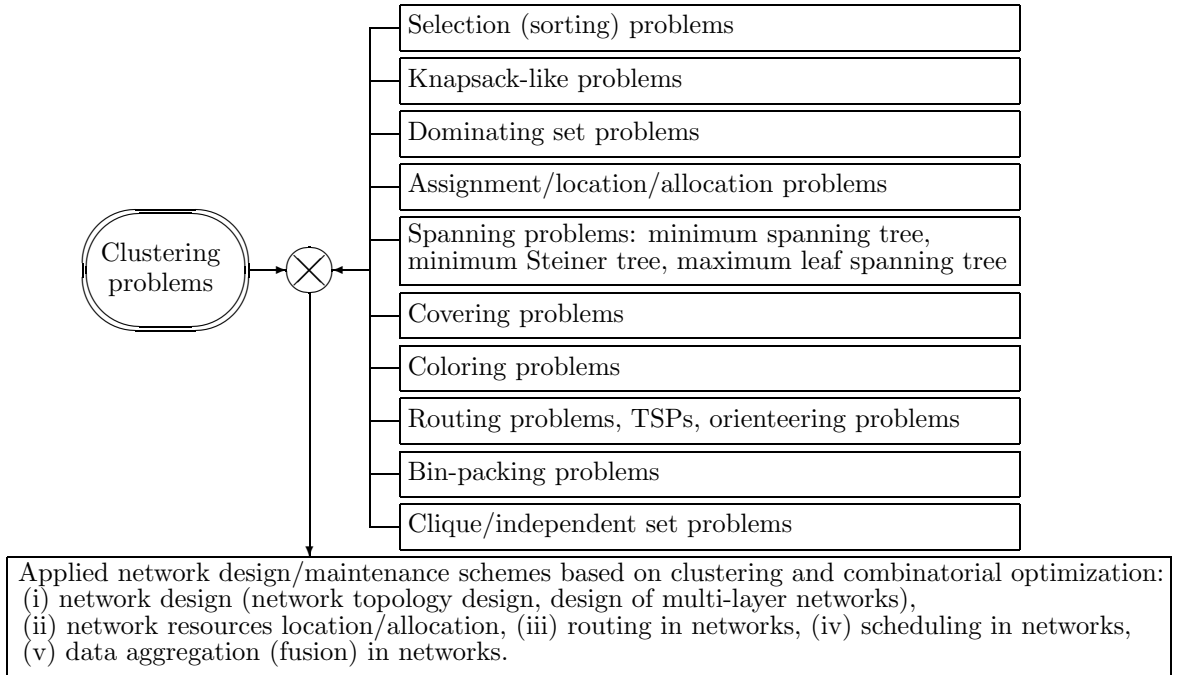 Selection (sorting) problems
Knapsack-like problems
Dominating set problems
Assignment/location/allocation problems
Clustering
problems
Spanning problems: minimum spanning tree,
minimum Steiner tree, maximum leaf spanning tree
Covering problems
Coloring problems
Routing problems, TSPs, orienteering problems
Bin-packing problems
Clique/independent set problems
Applied network design/maintenance schemes based on clustering and combinatorial optimization:
(i) network design (network topology design, design of multi-layer networks),
(ii) network resources location/allocation, (iii) routing in networks, (iv) scheduling in networks,
(v) data aggregation (fusion) in networks.